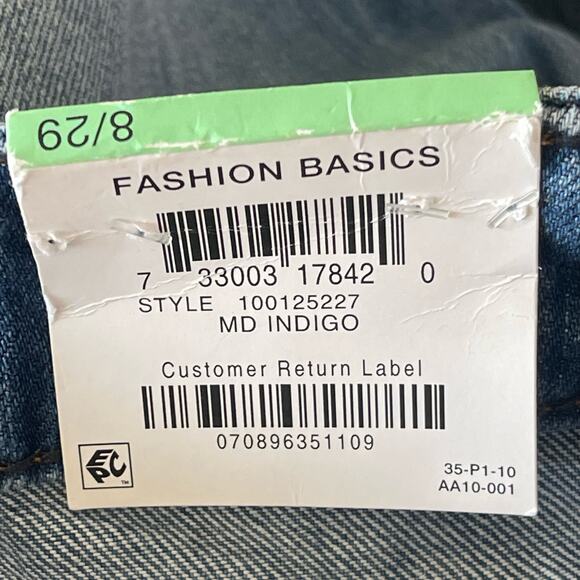 8/29
FASHION BASICS
7 33003 17842 0
STYLE 100125227
MD INDIGO
Customer Return Label
070896351109
EPC™
35-P1-10
AA10-001